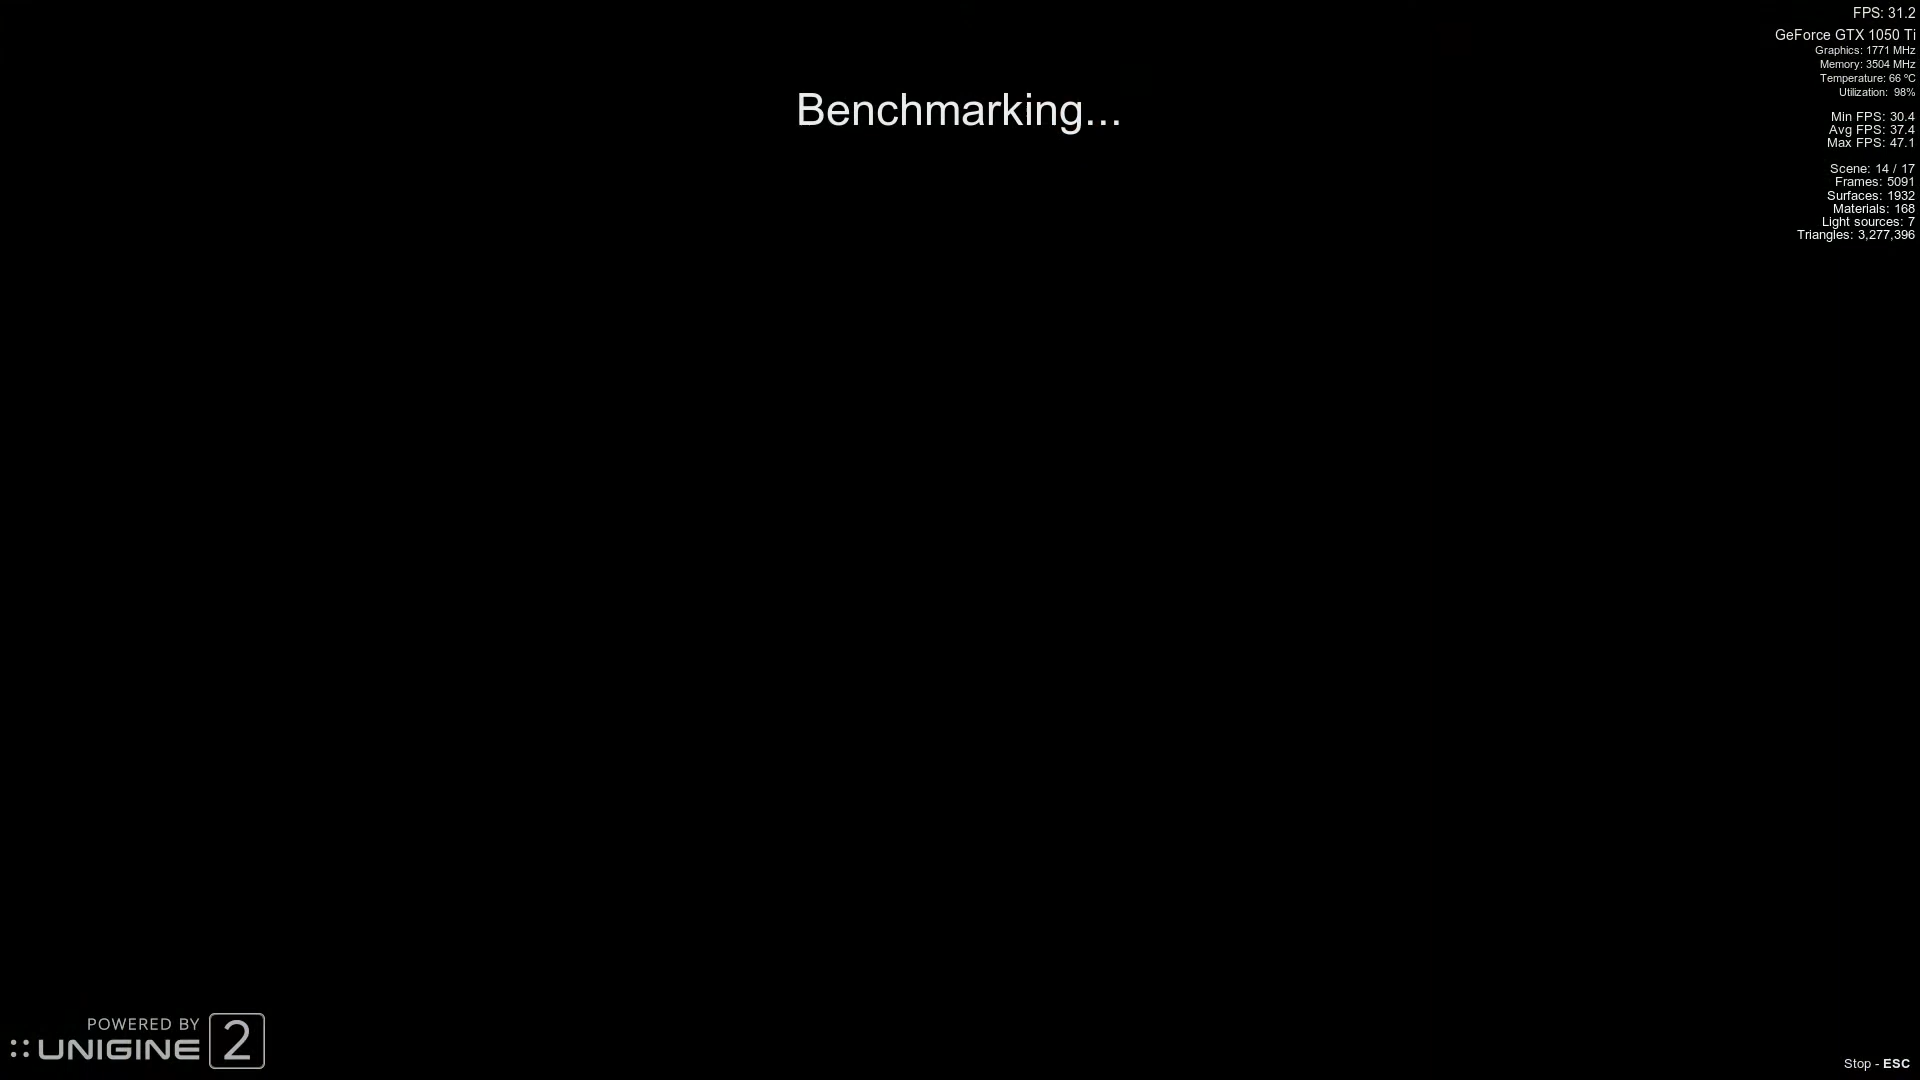 FPS: 31.2
GeForce GTX 1050 Ti
Graphics: 1771 MHz
Memory: 3504 MHz
Temperature: 66 °C
Utilization: 98%
Benchmarking...
Min FPS: 30.4
Avg FPS: 37.4
Max FPS: 47.1
Scene: 14 / 17
Frames: 5091
Surfaces: 1932
Materials: 168
Light sources: 7
Triangles: 3,277,396
POWERED BY
UNIGINE 2
Stop - ESC